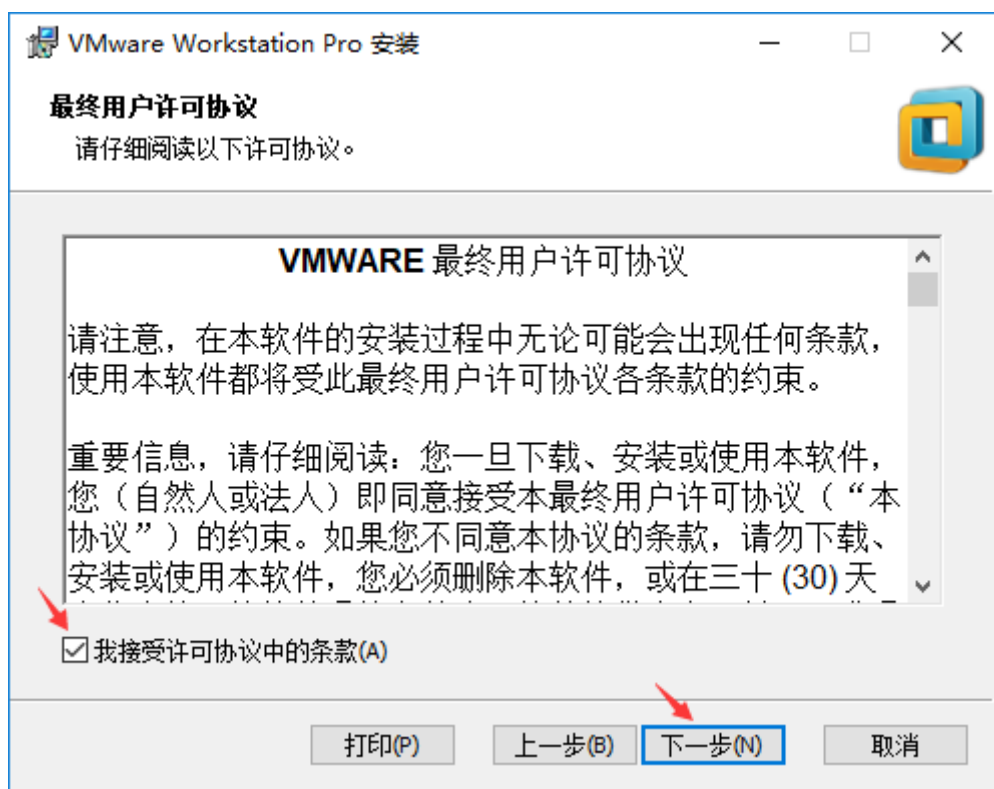 VMware Workstation Pro 安装
最终用户许可协议
请仔细阅读以下许可协议。
VMWARE 最终用户许可协议
请注意，在本软件的安装过程中无论可能会出现任何条款，
使用本软件都将受此最终用户许可协议各条款的约束。
重要信息，请仔细阅读：您一旦下载、安装或使用本软件，
您（自然人或法人）即同意接受本最终用户许可协议（“本
协议”）的约束。如果您不同意本协议的条款，请勿下载、
安装或使用本软件，您必须删除本软件，或在三十 (30) 天
我接受许可协议中的条款(A)
打印(P) 上一步(B) 下一步(N) 取消